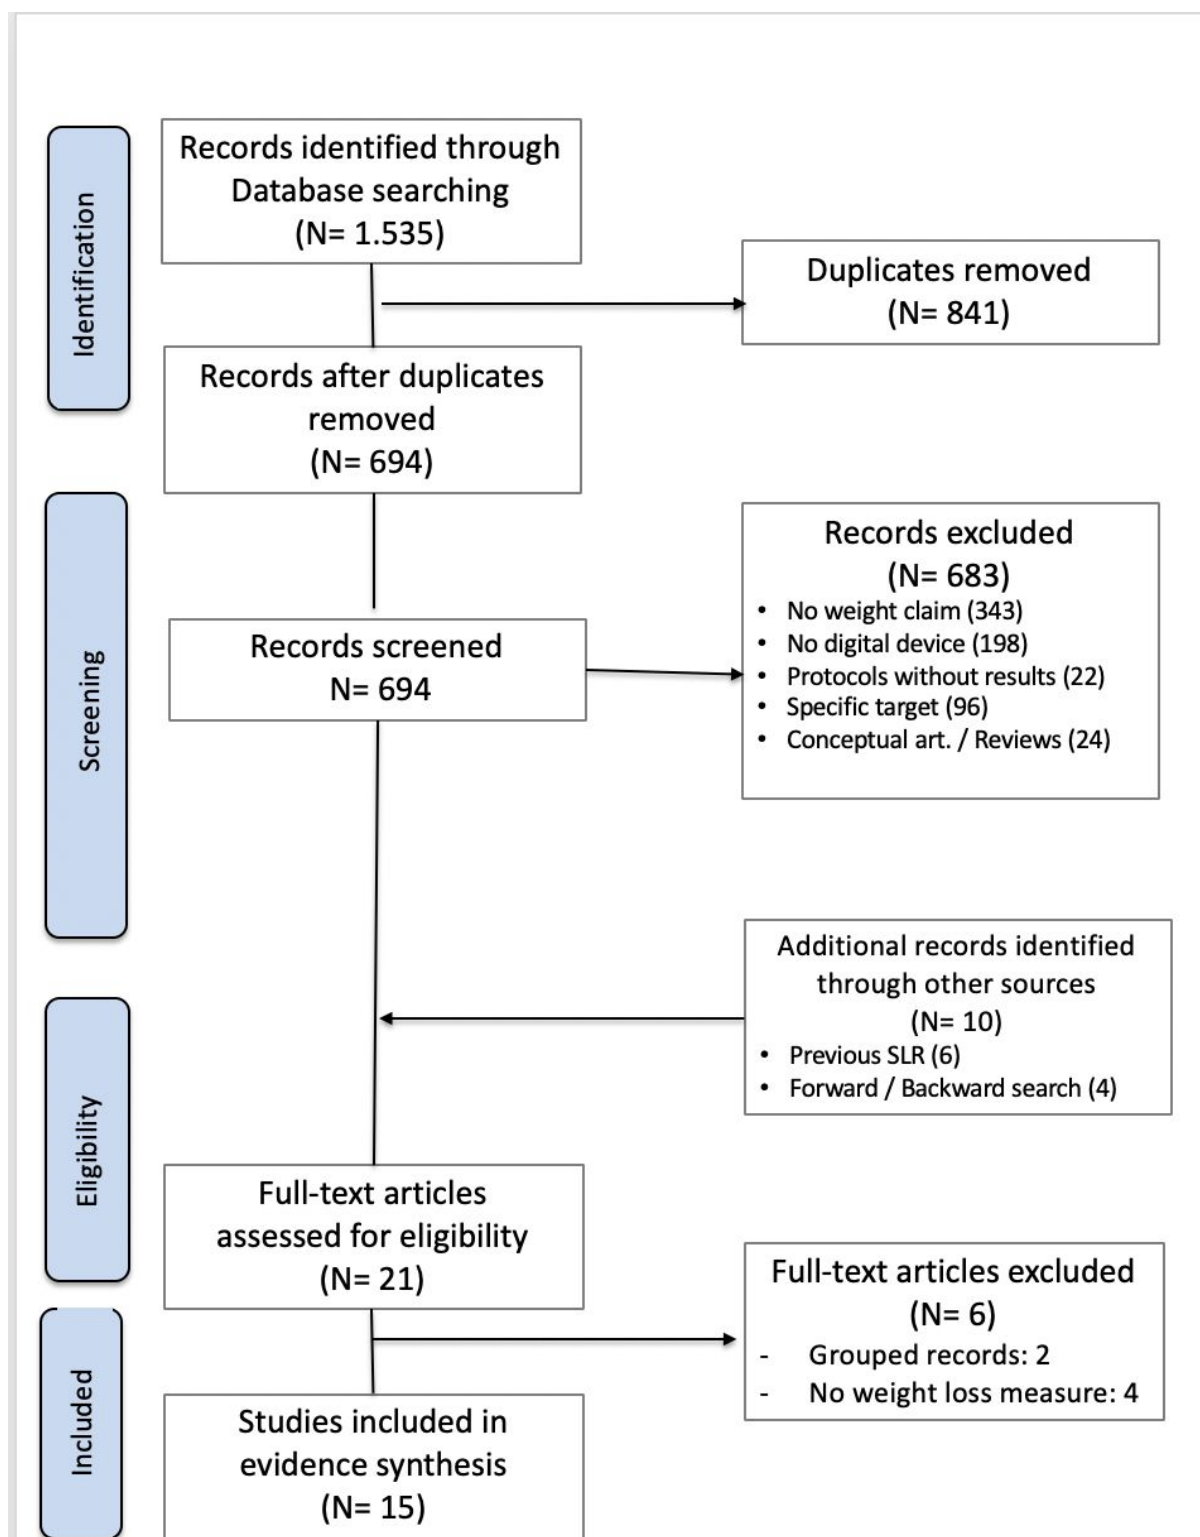 Identification
Records identified through
Database searching
(N= 1.535)
Duplicates removed
(N= 841)
Records after duplicates
removed
(N= 694)
Screening
Records screened
N= 694
Records excluded
(N= 683)
• No weight claim (343)
• No digital device (198)
• Protocols without results (22)
• Specific target (96)
• Conceptual art. / Reviews (24)
Additional records identified
through other sources
(N= 10)
• Previous SLR (6)
• Forward / Backward search (4)
Eligibility
Full-text articles
assessed for eligibility
(N= 21)
Full-text articles excluded
(N= 6)
- Grouped records: 2
- No weight loss measure: 4
Included
Studies included in
evidence synthesis
(N= 15)